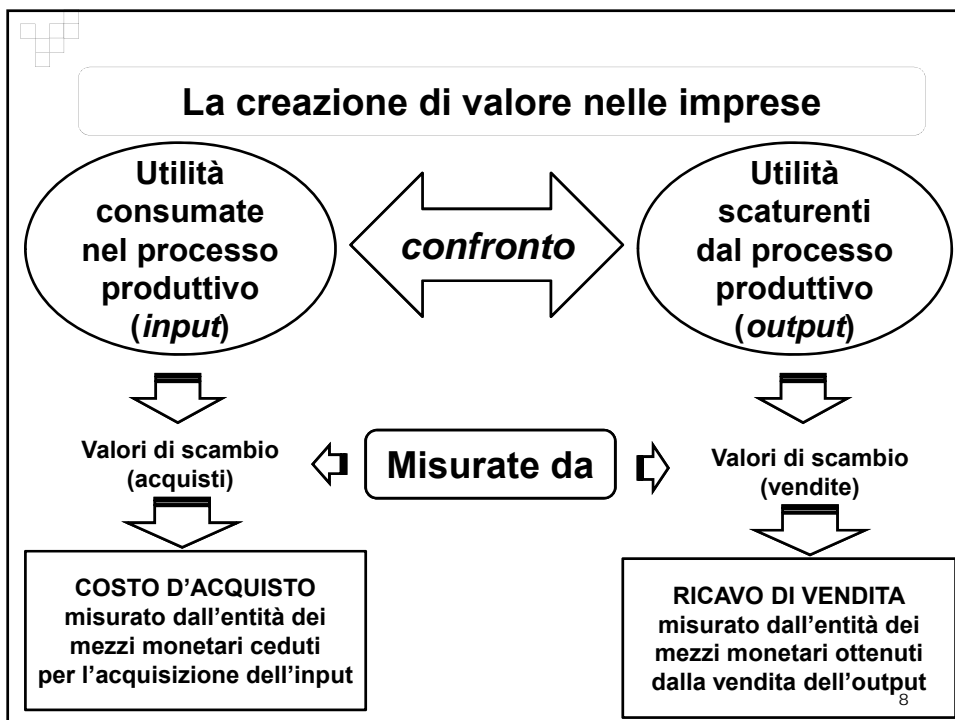 La creazione di valore nelle imprese
Utilità
consumate
nel processo
produttivo
(input)
confronto
Utilità
scaturenti
dal processo
produttivo
(output)
Valori di scambio
(acquisti)
Misurate da
Valori di scambio
(vendite)
COSTO D’ACQUISTO
misurato dall’entità dei
mezzi monetari ceduti
per l’acquisizione dell’input
RICAVO DI VENDITA
misurato dall’entità dei
mezzi monetari ottenuti
dalla vendita dell’output
8